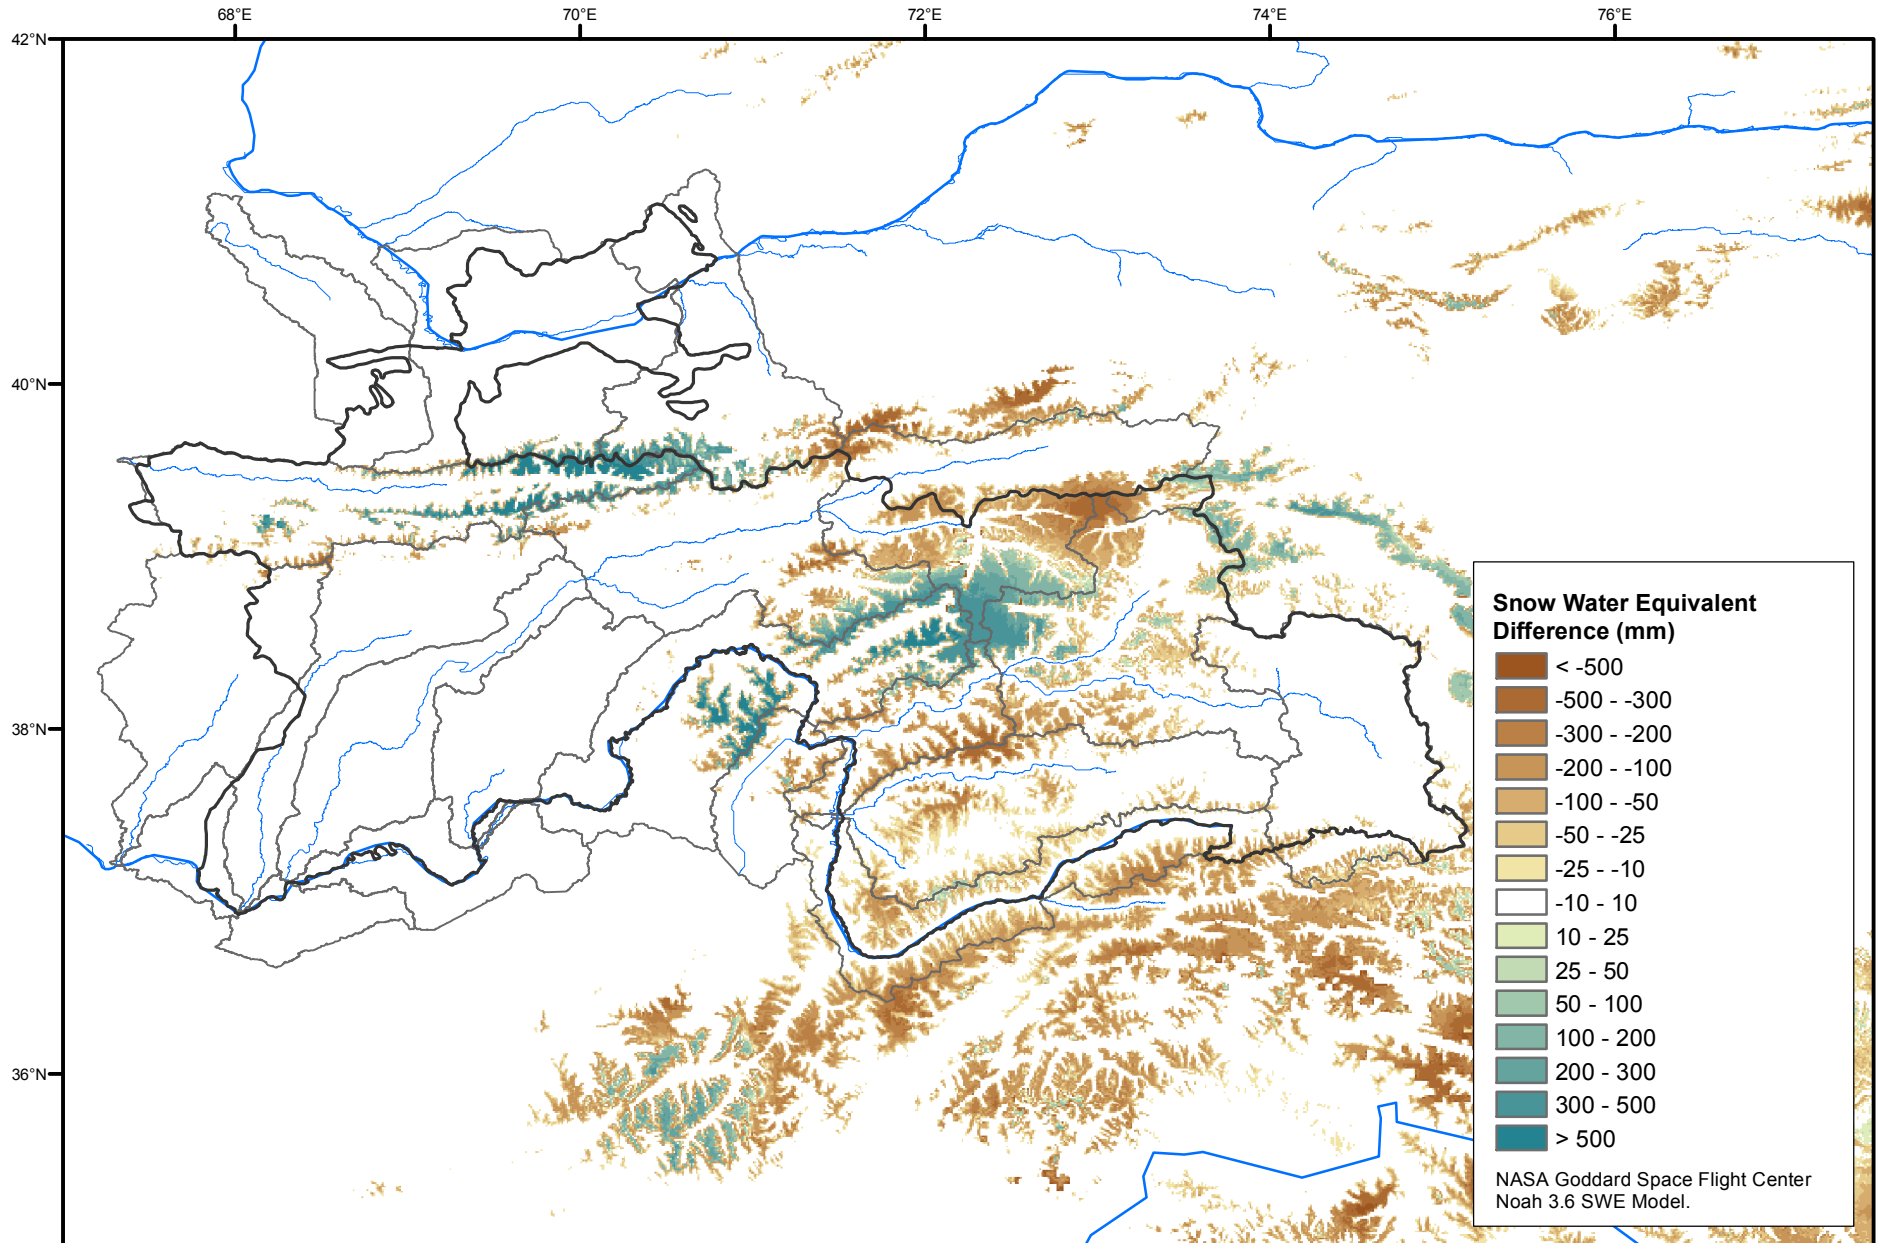 68°E
70°E
72°E
74°E
76°E
42°N
40°N
38°N
36°N
Snow Water Equivalent
Difference (mm)
< -500
-500 - -300
-300 - -200
-200 - -100
-100 - -50
-50 - -25
-25 - -10
-10 - 10
10 - 25
25 - 50
50 - 100
100 - 200
200 - 300
300 - 500
> 500
NASA Goddard Space Flight Center
Noah 3.6 SWE Model.